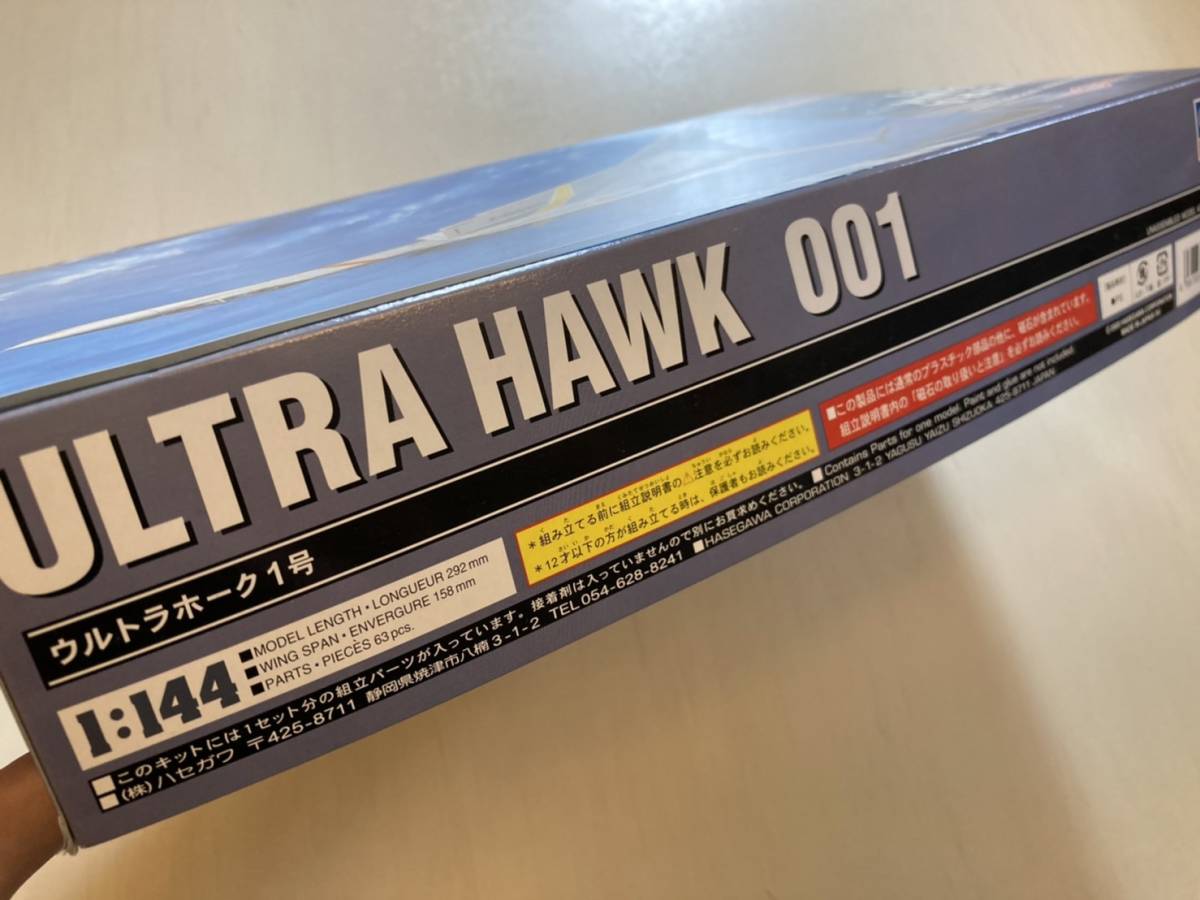 ULTRA HAWK 001
ウルトラホーク1号
1:144
■MODEL LENGTH・LONGUEUR 292mm
■WING SPAN・ENVERGURE 158mm
■PARTS・PIECÈS 63pcs.
＊組み立てる前に組立説明書の⚠注意を必ずお読みください。
＊12才以下の方が組み立てる時は、保護者もお読みください。
■この製品には通常のプラスチック部品の他に、磁石が含まれています。
組立説明書内の「磁石の取り扱いと注意」を必ずお読みください。
■このキットには1セット分の組立パーツが入っています。接着剤は入っていませんので別にお買求めください。 ■Contains Parts for one model. Paint and glue are not included.
■(株)ハセガワ 〒425-8711 静岡県焼津市八楠 3-1-2 TEL 054-628-8241 ■HASEGAWA CORPORATION 3-1-2 YAGUSU YAIZU SHIZUOKA 425-8711 JAPAN
MADE IN JAPAN